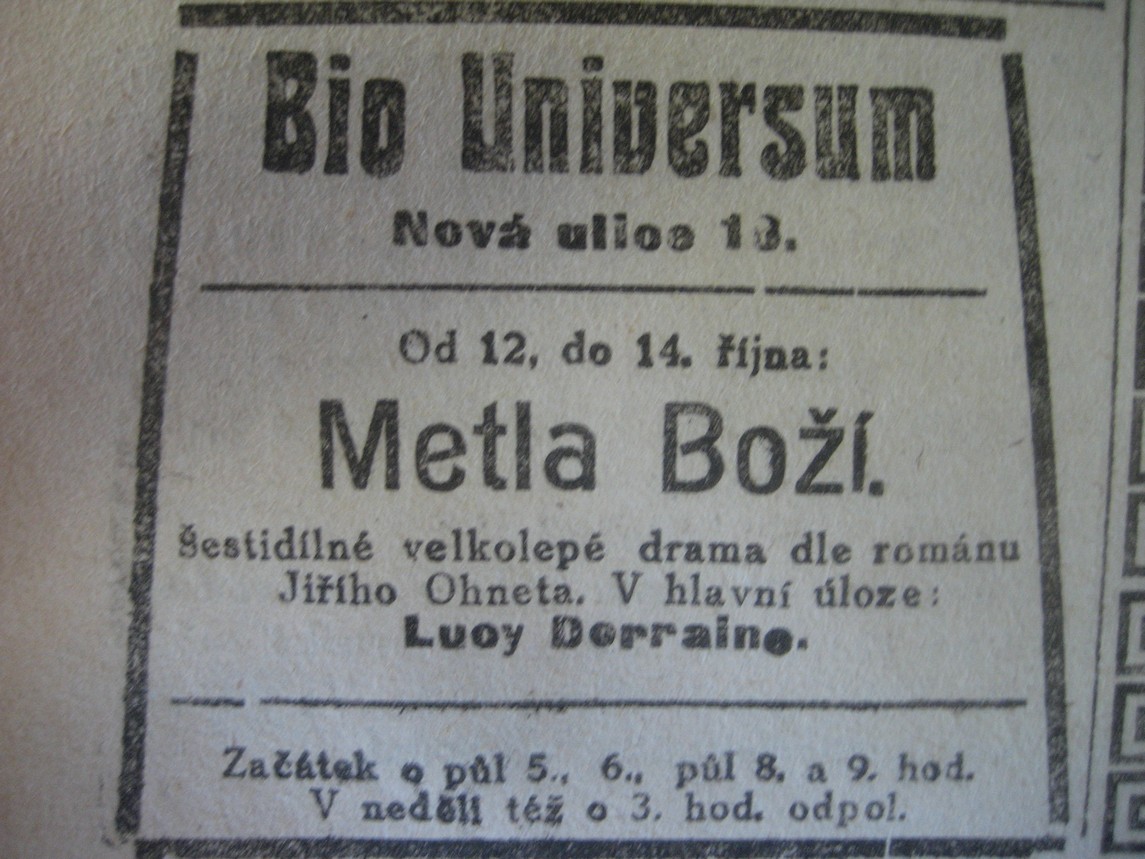 Bio Universum
Nová ulice 13.
Od 12, do 14. října:
Metla Boží.
Šestidílné velkolepé drama dle románu
Jiřího Ohneta. V hlavní úloze:
Lucy Dorraine.
Začátek o půl 5., 6., půl 8. a 9. hod.
V neděli též o 3. hod. odpol.